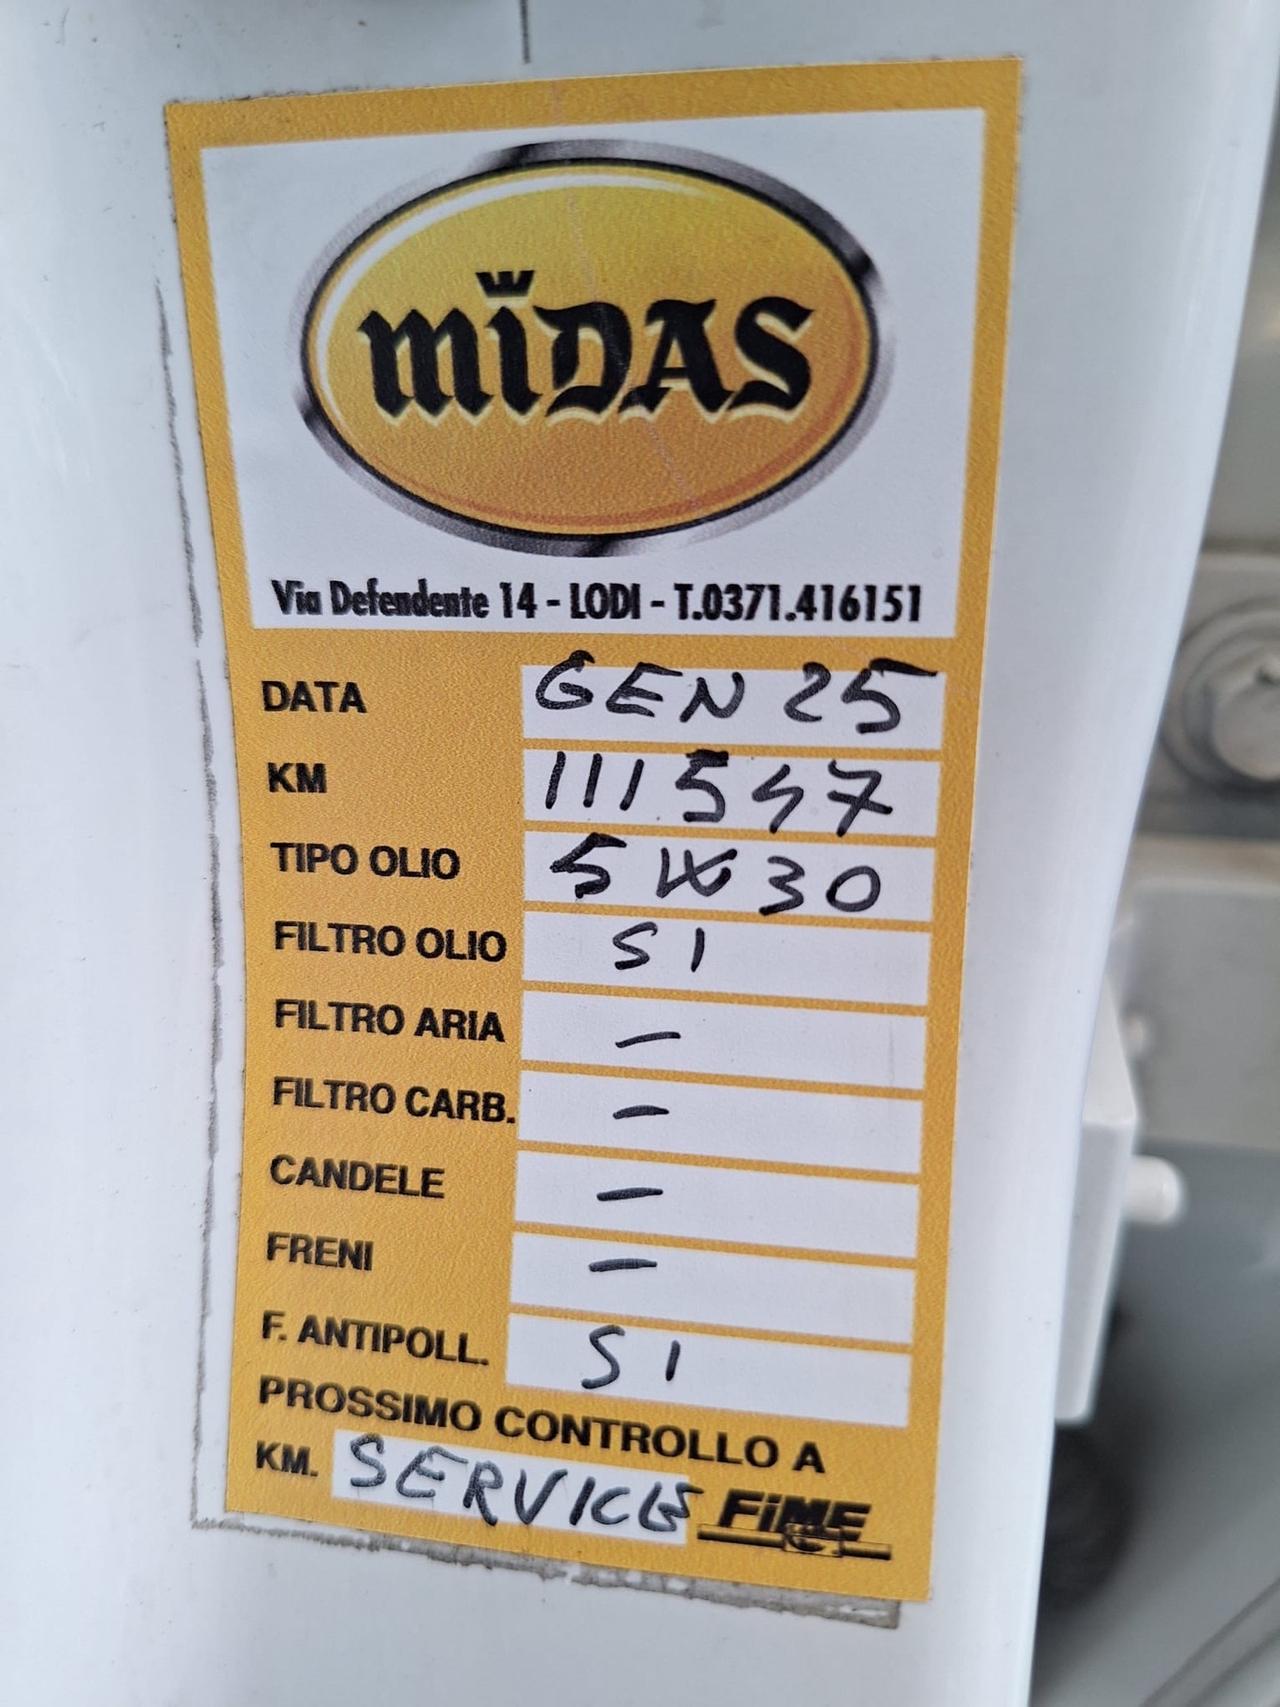 MIDAS
Via Defendente 14 - LODI - T.0371.416151
DATA GEN 25
KM 111547
TIPO OLIO 5W30
FILTRO OLIO SI
FILTRO ARIA -
FILTRO CARB. -
CANDELE -
FRENI -
F. ANTIPOLL. SI
PROSSIMO CONTROLLO A
KM. SERVICE FiME